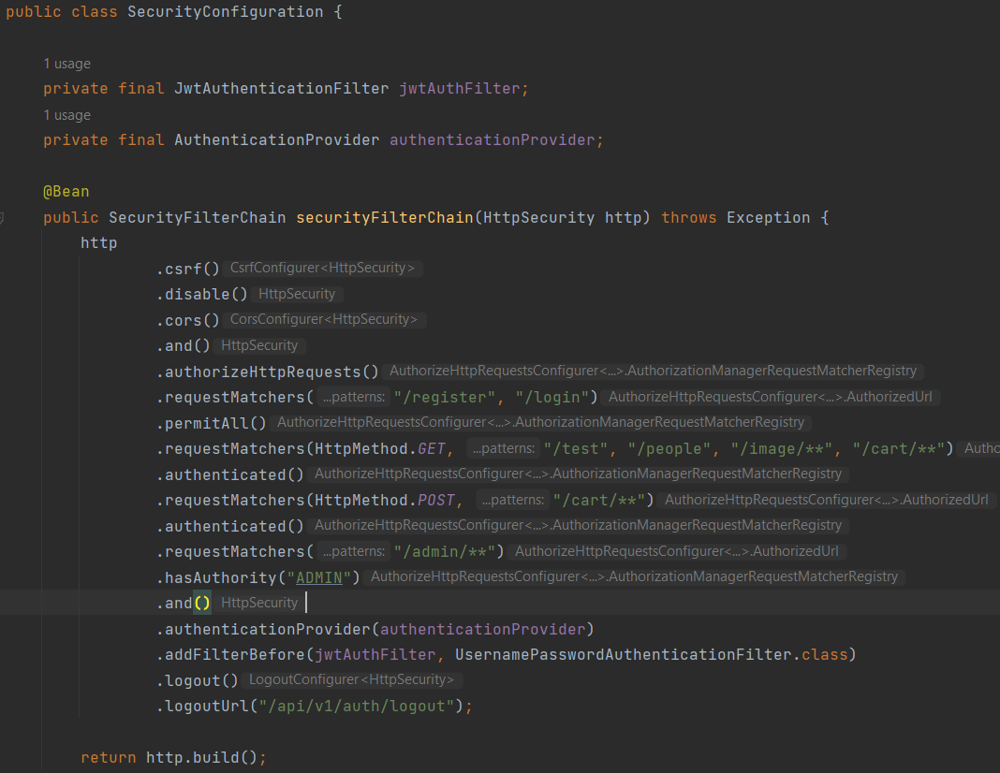 public class SecurityConfiguration {
1 usage
private final JwtAuthenticationFilter jwtAuthFilter;
1 usage
private final AuthenticationProvider authenticationProvider;
@Bean
public SecurityFilterChain securityFilterChain(HttpSecurity http) throws Exception {
http
.csrf() CsrfConfigurer<HttpSecurity>
.disable() HttpSecurity
.cors() CorsConfigurer<HttpSecurity>
.and() HttpSecurity
.authorizeHttpRequests() AuthorizeHttpRequestsConfigurer<...>.AuthorizationManagerRequestMatcherRegistry
.requestMatchers( ...patterns: "/register", "/login") AuthorizeHttpRequestsConfigurer<...>.AuthorizedUrl
.permitAll() AuthorizeHttpRequestsConfigurer<...>.AuthorizationManagerRequestMatcherRegistry
.requestMatchers(HttpMethod.GET, ...patterns: "/test", "/people", "/image/**", "/cart/**") Autho
.authenticated() AuthorizeHttpRequestsConfigurer<...>.AuthorizationManagerRequestMatcherRegistry
.requestMatchers(HttpMethod.POST, ...patterns: "/cart/**") AuthorizeHttpRequestsConfigurer<...>.AuthorizedUrl
.authenticated() AuthorizeHttpRequestsConfigurer<...>.AuthorizationManagerRequestMatcherRegistry
.requestMatchers( ...patterns: "/admin/**") AuthorizeHttpRequestsConfigurer<...>.AuthorizedUrl
.hasAuthority("ADMIN") AuthorizeHttpRequestsConfigurer<...>.AuthorizationManagerRequestMatcherRegistry
.and() HttpSecurity
.authenticationProvider(authenticationProvider)
.addFilterBefore(jwtAuthFilter, UsernamePasswordAuthenticationFilter.class)
.logout() LogoutConfigurer<HttpSecurity>
.logoutUrl("/api/v1/auth/logout");
return http.build();